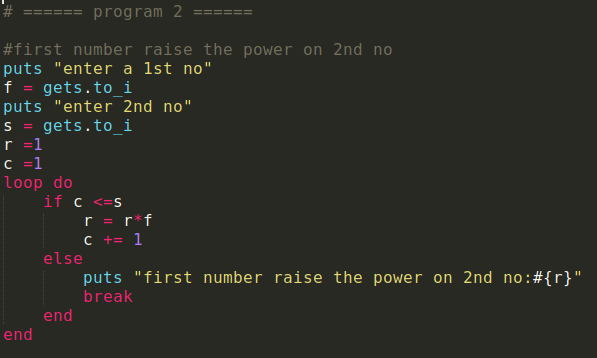 # ====== program 2 ======
#first number raise the power on 2nd no
puts "enter a 1st no"
f = gets.to_i
puts "enter 2nd no"
s = gets.to_i
r =1
c =1
loop do
    if c <=s
        r = r*f
        c += 1
    else
        puts "first number raise the power on 2nd no:#{r}"
        break
    end
end